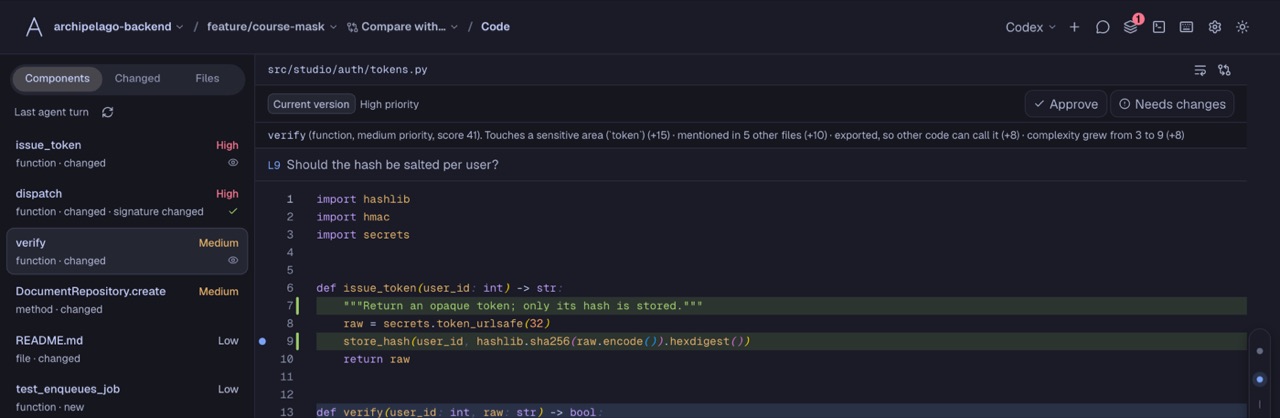 archipelago-backend / feature/course-mask Compare with... / Code
Codex
1
Components Changed Files
Last agent turn
issue_token High
function · changed
dispatch High
function · changed · signature changed
verify Medium
function · changed
DocumentRepository.create Medium
method · changed
README.md Low
file · changed
test_enqueues_job Low
function · new
src/studio/auth/tokens.py
Current version High priority
Approve Needs changes
verify (function, medium priority, score 41). Touches a sensitive area (`token`) (+15) · mentioned in 5 other files (+10) · exported, so other code can call it (+8) · complexity grew from 3 to 9 (+8)
L9 Should the hash be salted per user?
1 import hashlib
2 import hmac
3 import secrets
4
5
6 def issue_token(user_id: int) -> str:
7     """Return an opaque token; only its hash is stored."""
8     raw = secrets.token_urlsafe(32)
9     store_hash(user_id, hashlib.sha256(raw.encode()).hexdigest())
10     return raw
11
12
13 def verify(user_id: int, raw: str) -> bool: